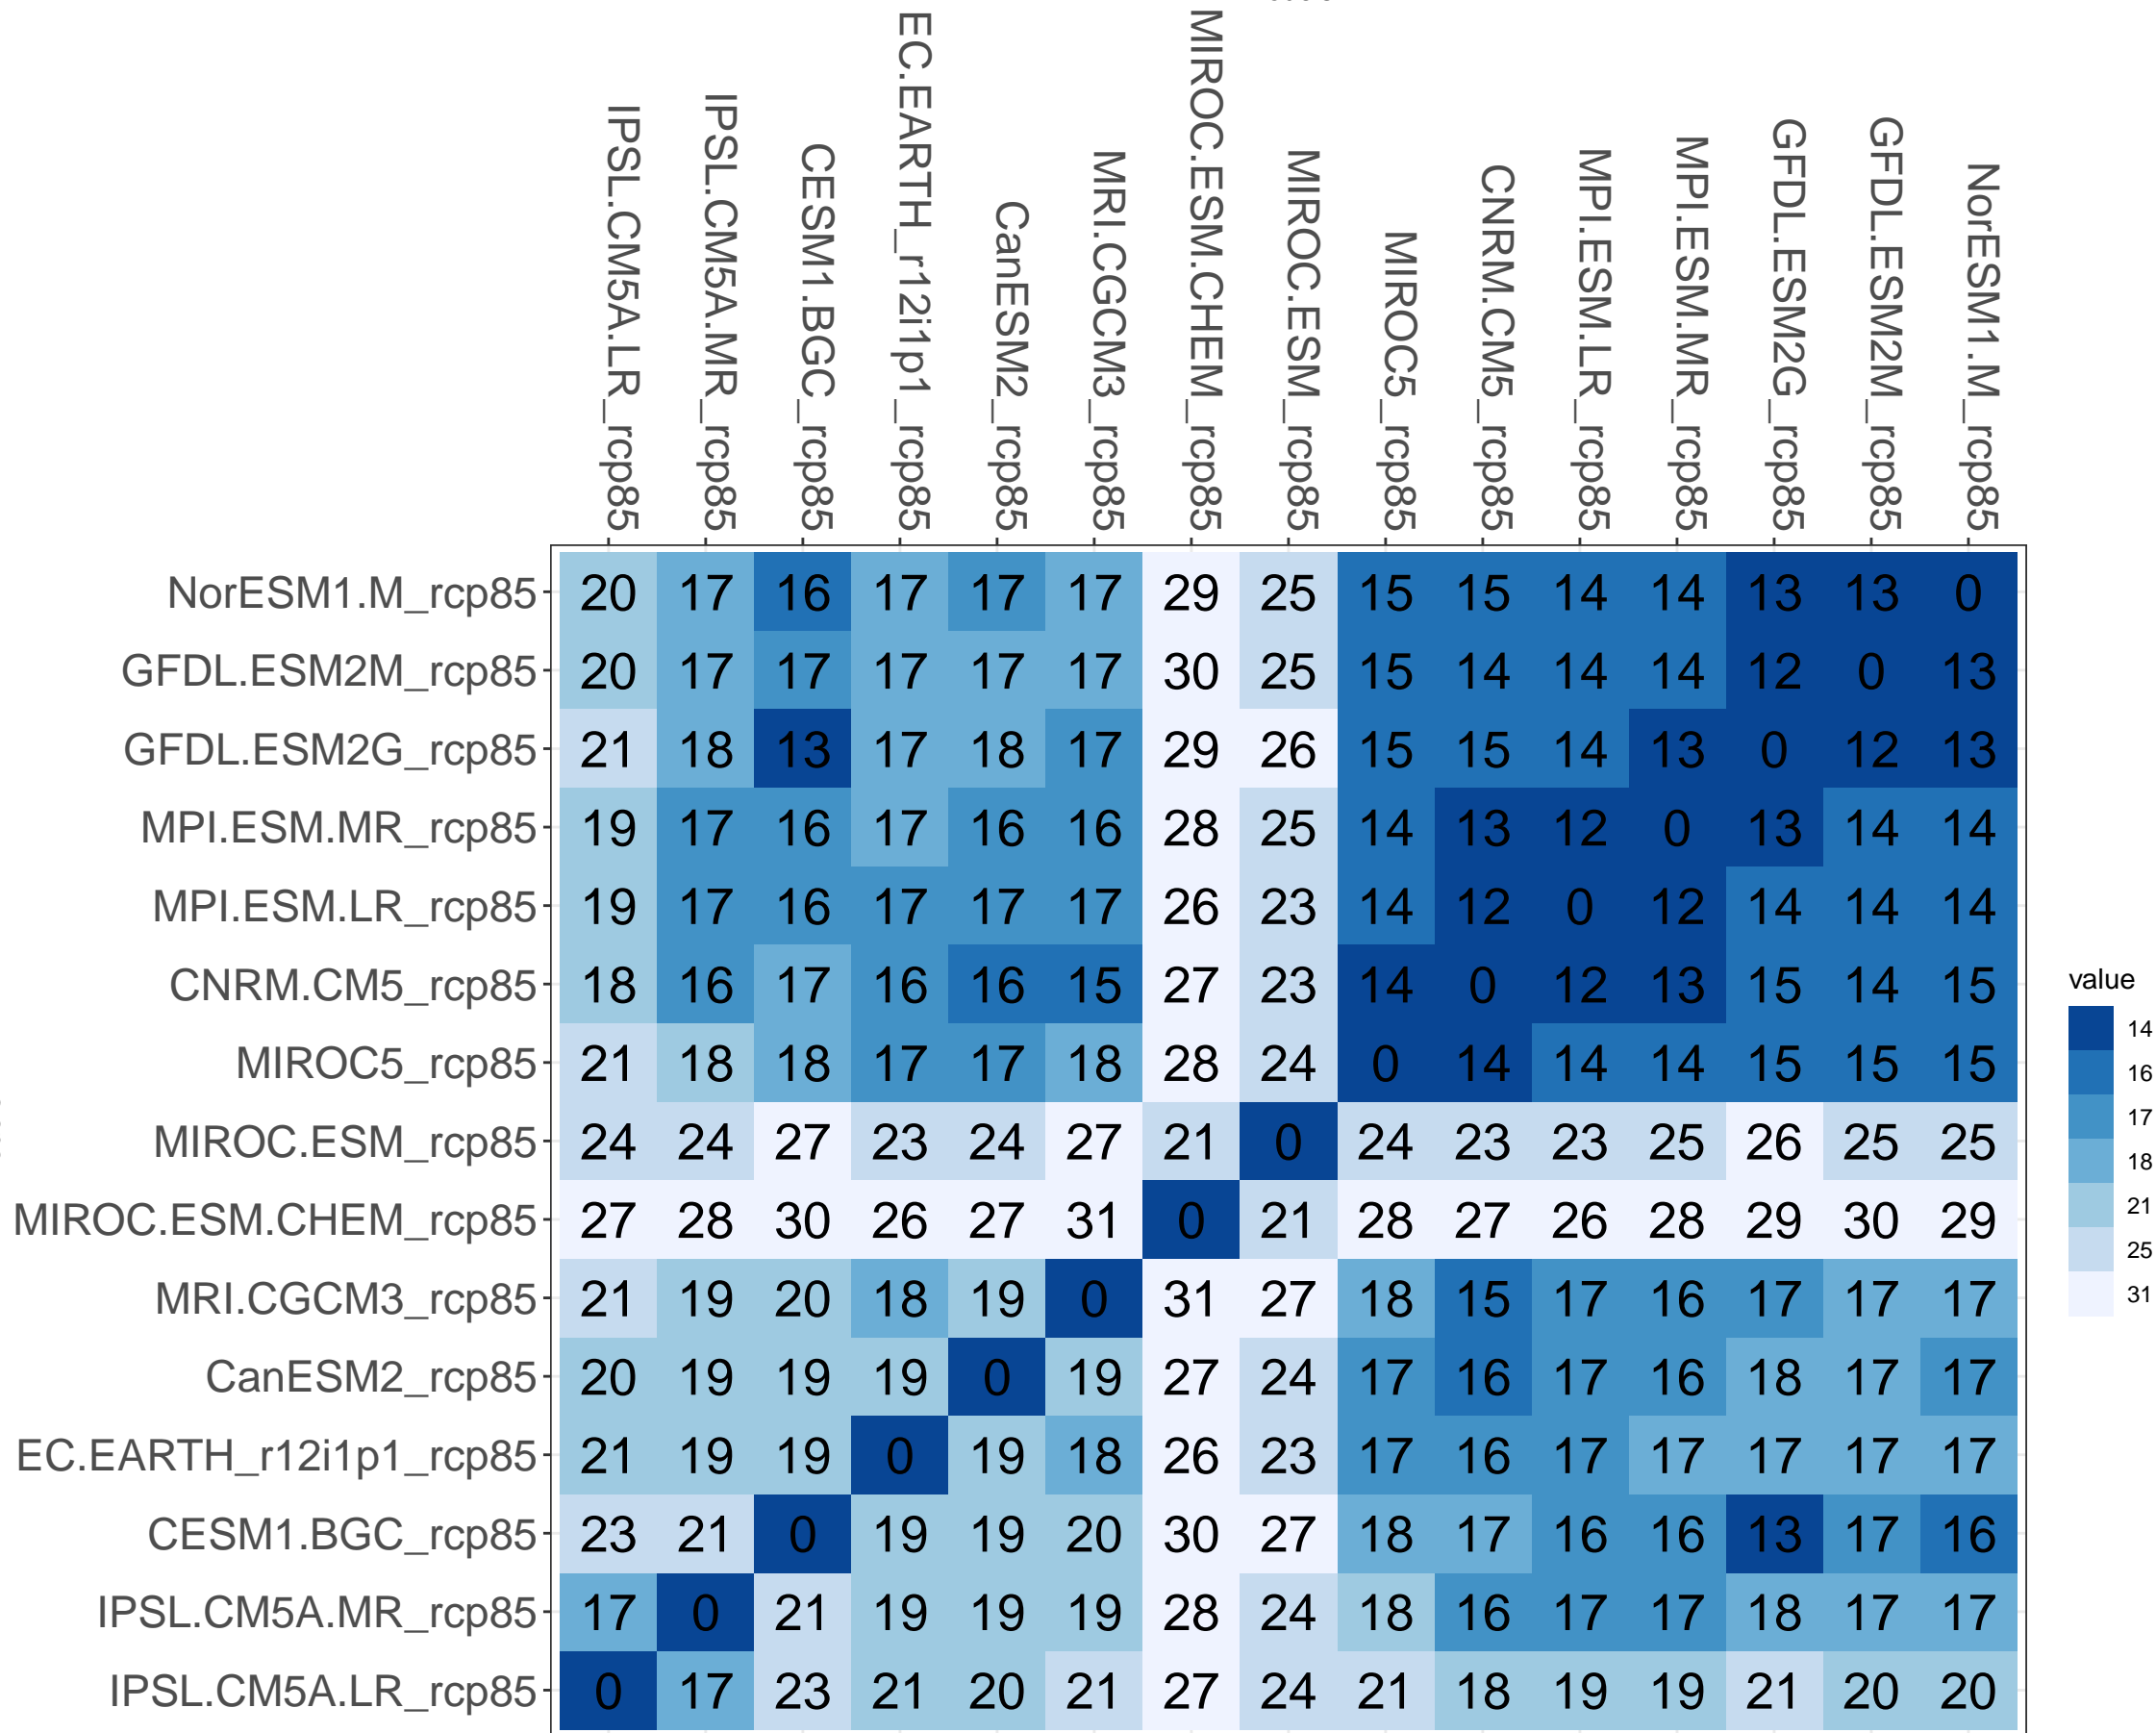 IPSL.CM5A.LR_rcp85
IPSL.CM5A.MR_rcp85
CESM1.BGC_rcp85
EC.EARTH_r12i1p1_rcp85
CanESM2_rcp85
MRI.CGCM3_rcp85
MIROC.ESM.CHEM_rcp85
MIROC.ESM_rcp85
MIROC5_rcp85
CNRM.CM5_rcp85
MPI.ESM.LR_rcp85
MPI.ESM.MR_rcp85
GFDL.ESM2G_rcp85
GFDL.ESM2M_rcp85
NorESM1.M_rcp85
NorESM1.M_rcp85 20 17 16 17 17 17 29 25 15 15 14 14 13 13 0
GFDL.ESM2M_rcp85 20 17 17 17 17 17 30 25 15 14 14 14 12 0 13
GFDL.ESM2G_rcp85 21 18 13 17 18 17 29 26 15 15 14 13 0 12 13
MPI.ESM.MR_rcp85 19 17 16 17 16 16 28 25 14 13 12 0 13 14 14
MPI.ESM.LR_rcp85 19 17 16 17 17 17 26 23 14 12 0 12 14 14 14
CNRM.CM5_rcp85 18 16 17 16 16 15 27 23 14 0 12 13 15 14 15
MIROC5_rcp85 21 18 18 17 17 18 28 24 0 14 14 14 15 15 15
MIROC.ESM_rcp85 24 24 27 23 24 27 21 0 24 23 23 25 26 25 25
MIROC.ESM.CHEM_rcp85 27 28 30 26 27 31 0 21 28 27 26 28 29 30 29
MRI.CGCM3_rcp85 21 19 20 18 19 0 31 27 18 15 17 16 17 17 17
CanESM2_rcp85 20 19 19 19 0 19 27 24 17 16 17 16 18 17 17
EC.EARTH_r12i1p1_rcp85 21 19 19 0 19 18 26 23 17 16 17 17 17 17 17
CESM1.BGC_rcp85 23 21 0 19 19 20 30 27 18 17 16 16 13 17 16
IPSL.CM5A.MR_rcp85 17 0 21 19 19 19 28 24 18 16 17 17 18 17 17
IPSL.CM5A.LR_rcp85 0 17 23 21 20 21 27 24 21 18 19 19 21 20 20
value
14
16
17
18
21
25
31